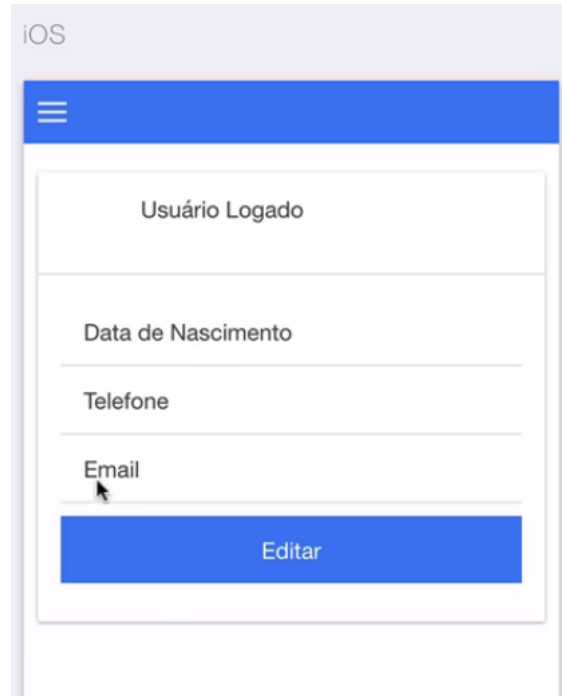 iOS
Usuário Logado
Data de Nascimento
Telefone
Email
Editar